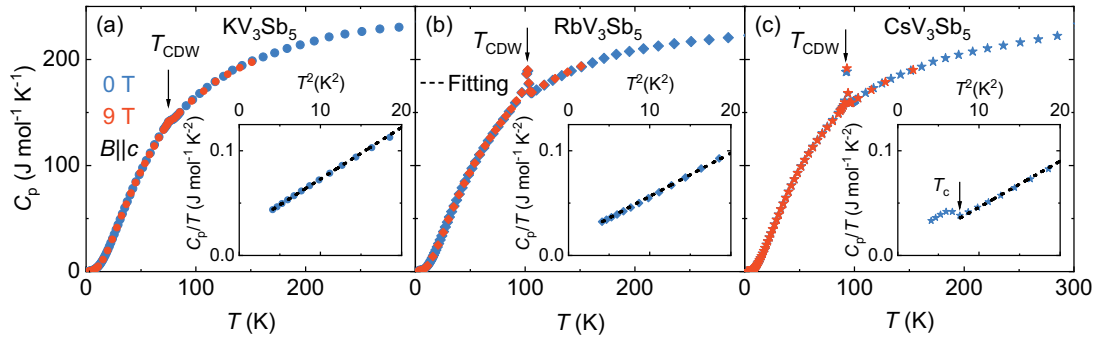 (a) KV₃Sb₅
T_CDW
0 T
9 T
B||c
C_p (J mol⁻¹ K⁻¹)
200
100
0
0 100 200
T (K)
T²(K²)
0 10 20
C_p/T (J mol⁻¹ K⁻²)
0.1
0.0
(b) RbV₃Sb₅
T_CDW
Fitting
T²(K²)
0 10 20
C_p/T (J mol⁻¹ K⁻²)
0.1
0.0
0 100 200
T (K)
(c) CsV₃Sb₅
T_CDW
T²(K²)
0 10 20
C_p/T (J mol⁻¹ K⁻²)
0.1
0.0
T_c
0 100 200 300
T (K)